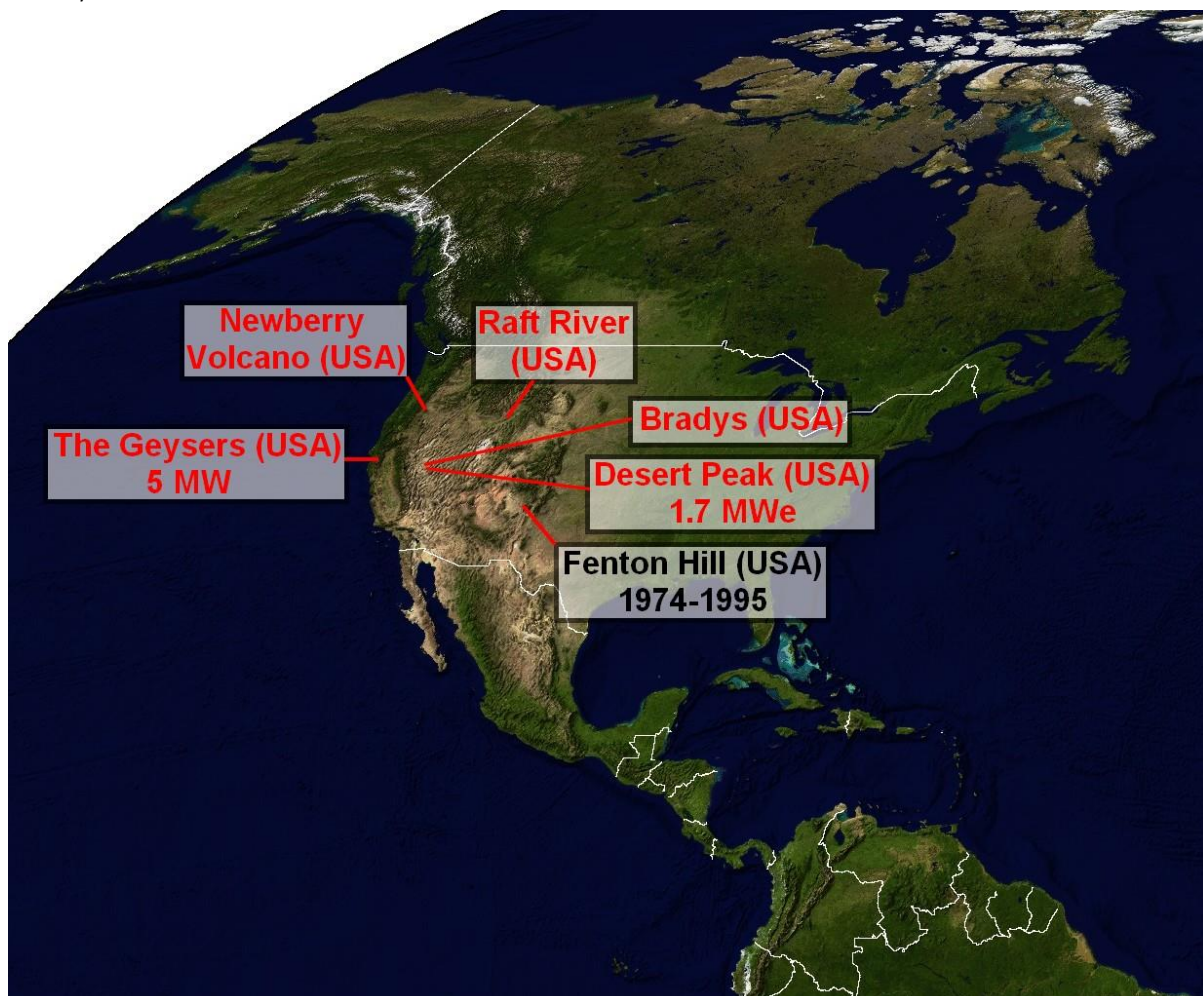 Newberry
Volcano (USA)
Raft River
(USA)
Bradys (USA)
The Geysers (USA)
5 MW
Desert Peak (USA)
1.7 MWe
Fenton Hill (USA)
1974-1995